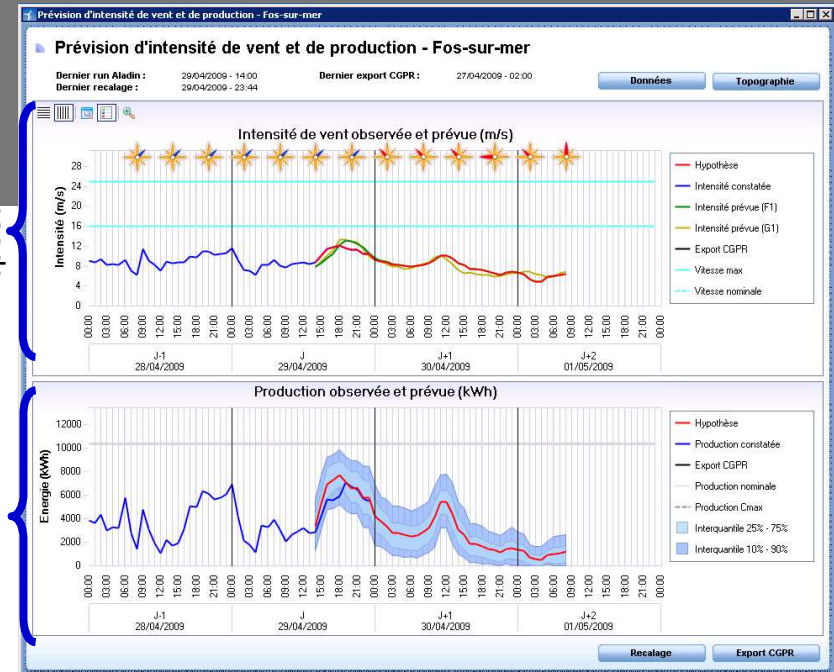 Prévision d'intensité de vent et de production - Fos-sur-mer
Prévision d'intensité de vent et de production - Fos-sur-mer
Dernier run Aladin : 29/04/2009 - 14:00 Dernier export CGPR : 27/04/2009 - 02:00
Dernier recalage : 29/04/2009 - 23:44
Données Topographie
Intensité de vent observée et prévue (m/s)
Intensité (m/s)
28
24
20
16
12
8
4
0
00:00 03:00 06:00 09:00 12:00 15:00 18:00 21:00 00:00 03:00 06:00 09:00 12:00 15:00 18:00 21:00 00:00 03:00 06:00 09:00 12:00 15:00 18:00 21:00 00:00 03:00 06:00 09:00 12:00 15:00 18:00 21:00 00:00
J-1 J J+1 J+2
28/04/2009 29/04/2009 30/04/2009 01/05/2009
Hypothèse
Intensité constatée
Intensité prévue (F1)
Intensité prévue (G1)
Export CGPR
Vitesse max
Vitesse nominale
Production observée et prévue (kWh)
Energie (kWh)
12000
10000
8000
6000
4000
2000
0
00:00 03:00 06:00 09:00 12:00 15:00 18:00 21:00 00:00 03:00 06:00 09:00 12:00 15:00 18:00 21:00 00:00 03:00 06:00 09:00 12:00 15:00 18:00 21:00 00:00 03:00 06:00 09:00 12:00 15:00 18:00 21:00 00:00
J-1 J J+1 J+2
28/04/2009 29/04/2009 30/04/2009 01/05/2009
Hypothèse
Production constatée
Export CGPR
Production nominale
Production Cmax
Interquantile 25% - 75%
Interquantile 10% - 90%
Recalage Export CGPR